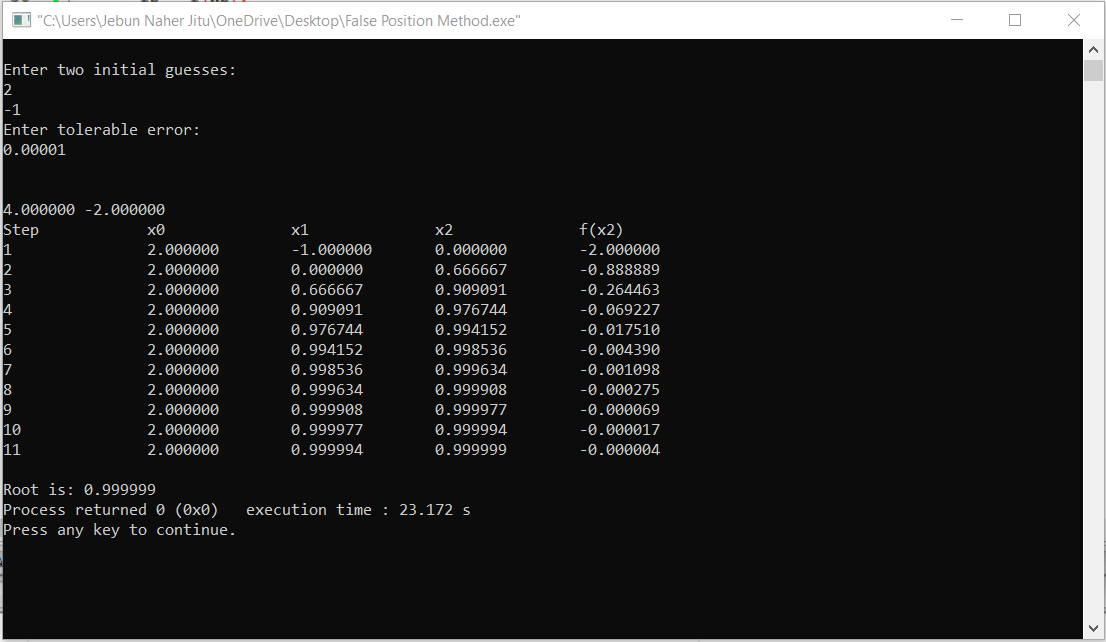 "C:\Users\Jebun Naher Jitu\OneDrive\Desktop\False Position Method.exe"
Enter two initial guesses:
2
-1
Enter tolerable error:
0.00001
4.000000 -2.000000
Step x0 x1 x2 f(x2)
1 2.000000 -1.000000 0.000000 -2.000000
2 2.000000 0.000000 0.666667 -0.888889
3 2.000000 0.666667 0.909091 -0.264463
4 2.000000 0.909091 0.976744 -0.069227
5 2.000000 0.976744 0.994152 -0.017510
6 2.000000 0.994152 0.998536 -0.004390
7 2.000000 0.998536 0.999634 -0.001098
8 2.000000 0.999634 0.999908 -0.000275
9 2.000000 0.999908 0.999977 -0.000069
10 2.000000 0.999977 0.999994 -0.000017
11 2.000000 0.999994 0.999999 -0.000004
Root is: 0.999999
Process returned 0 (0x0) execution time : 23.172 s
Press any key to continue.